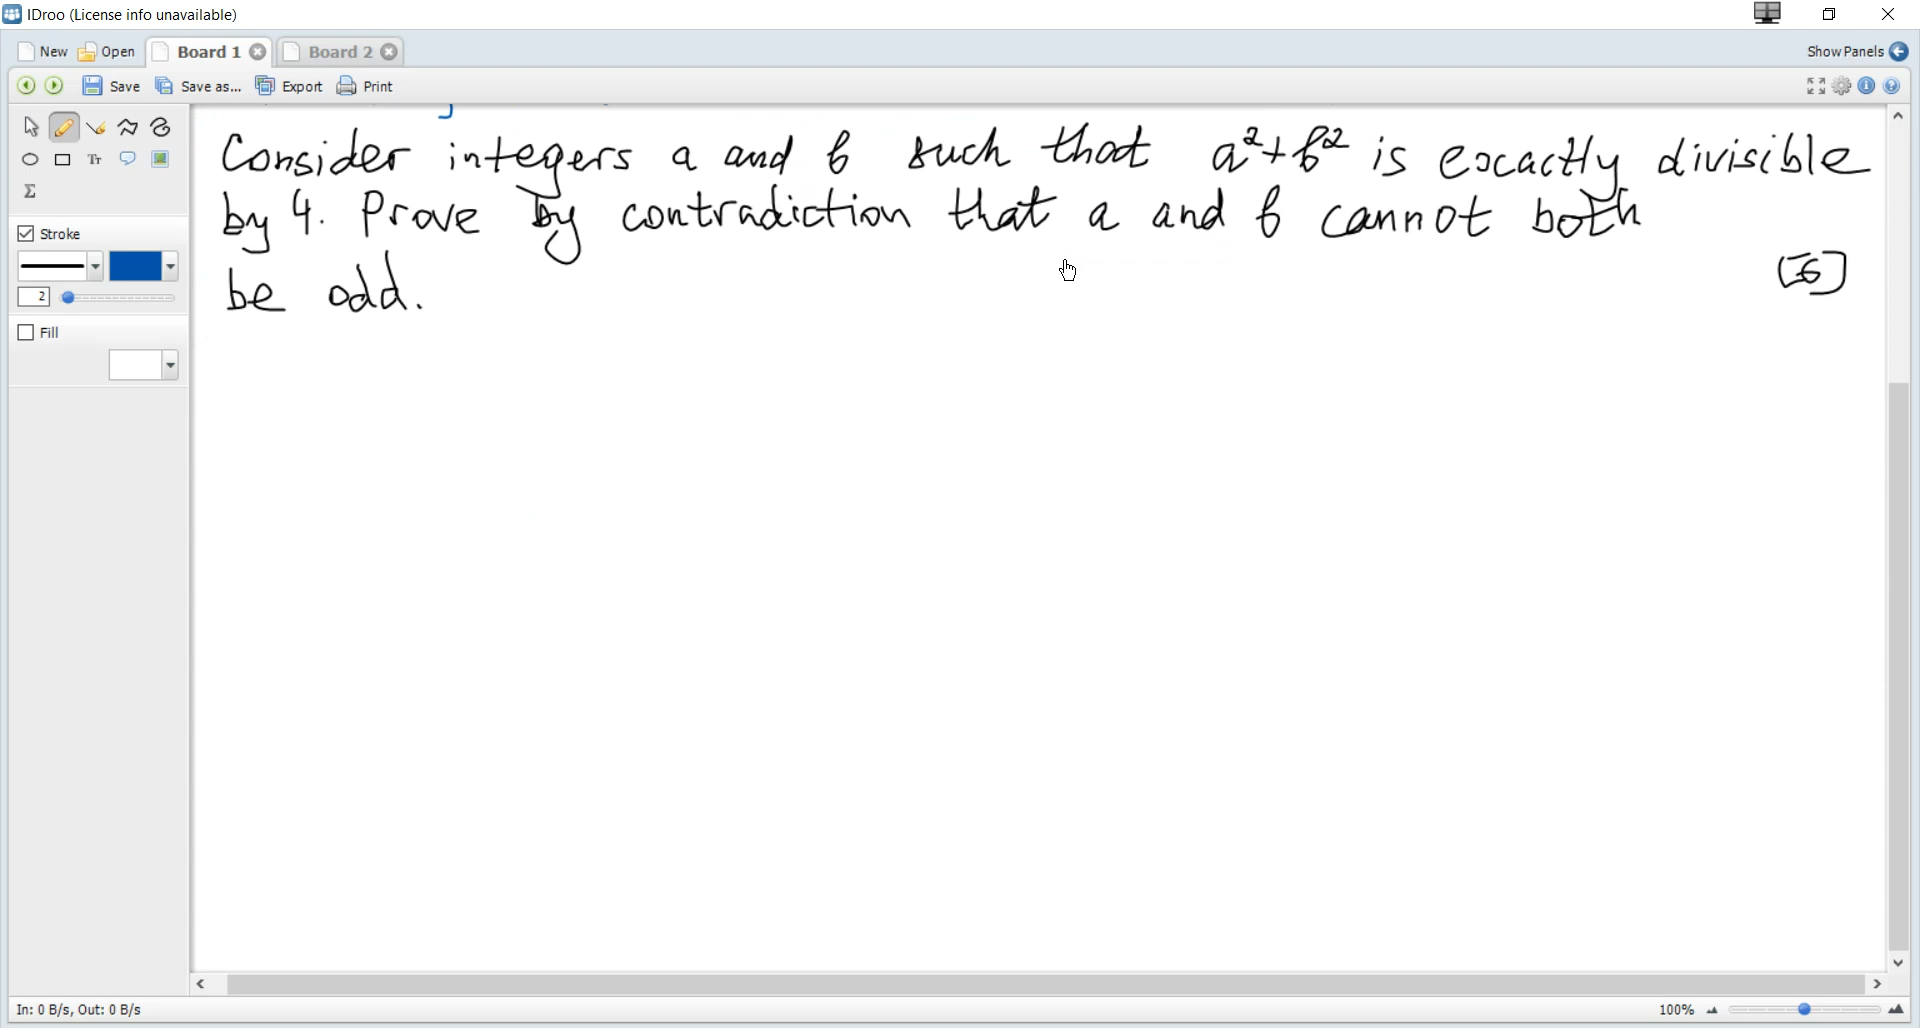 IDroo (License info unavailable)
New Open Board 1 Board 2 Show Panels
Save Save as... Export Print
Consider integers a and b such that a²+b² is exactly divisible
by 4. Prove by contradiction that a and b cannot both
be odd.
Tr
Σ
Stroke
2
Fill
In: 0 B/s, Out: 0 B/s 100%